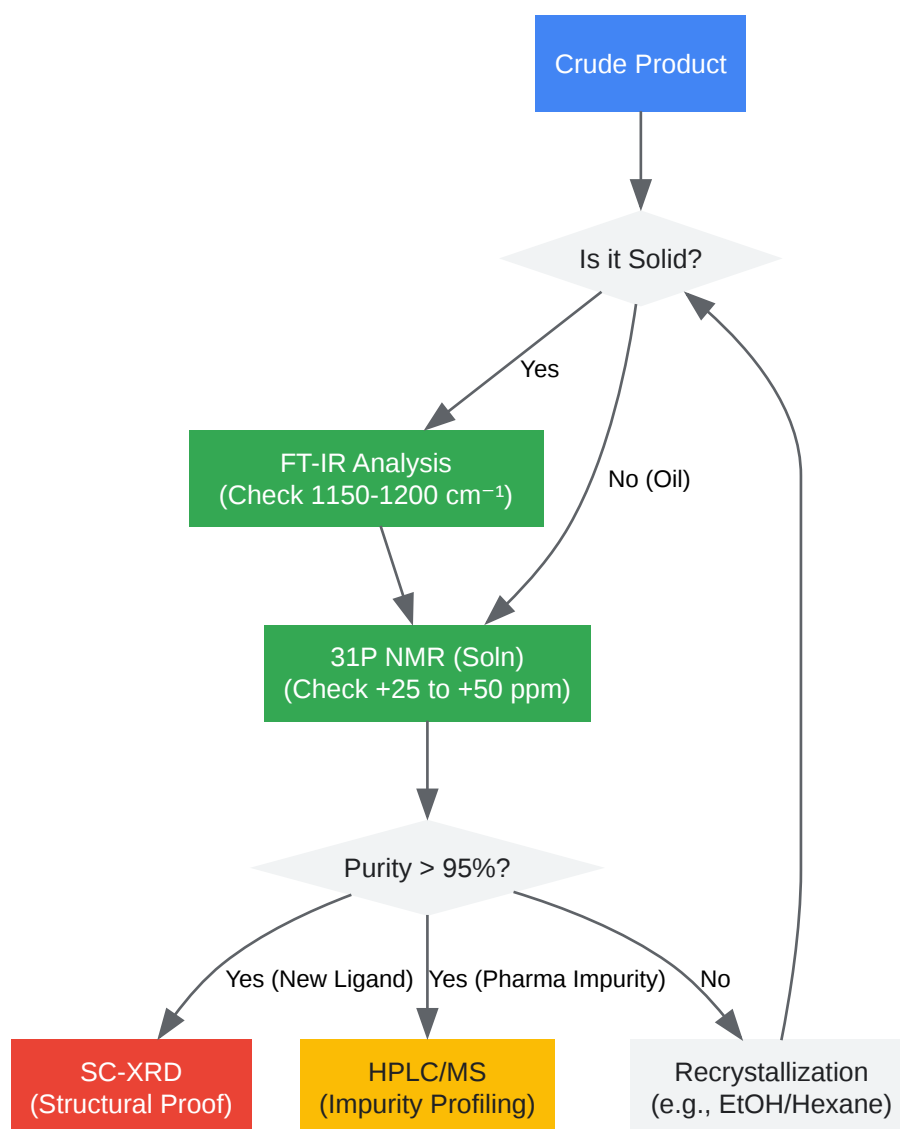 Crude Product
Is it Solid?
Yes
FT-IR Analysis
(Check 1150-1200 cm⁻¹)
No (Oil)
31P NMR (Soln)
(Check +25 to +50 ppm)
Purity > 95%?
Yes (New Ligand)
Yes (Pharma Impurity)
No
SC-XRD
(Structural Proof)
HPLC/MS
(Impurity Profiling)
Recrystallization
(e.g., EtOH/Hexane)